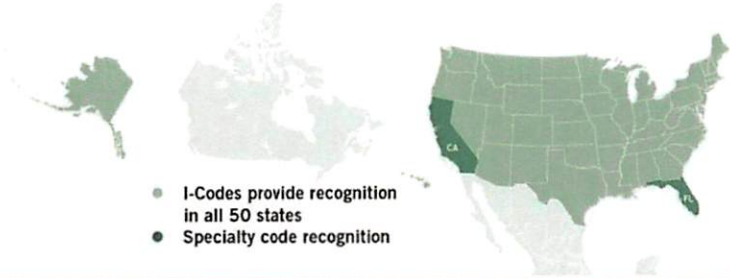 CA
FL
I-Codes provide recognition
in all 50 states
Specialty code recognition